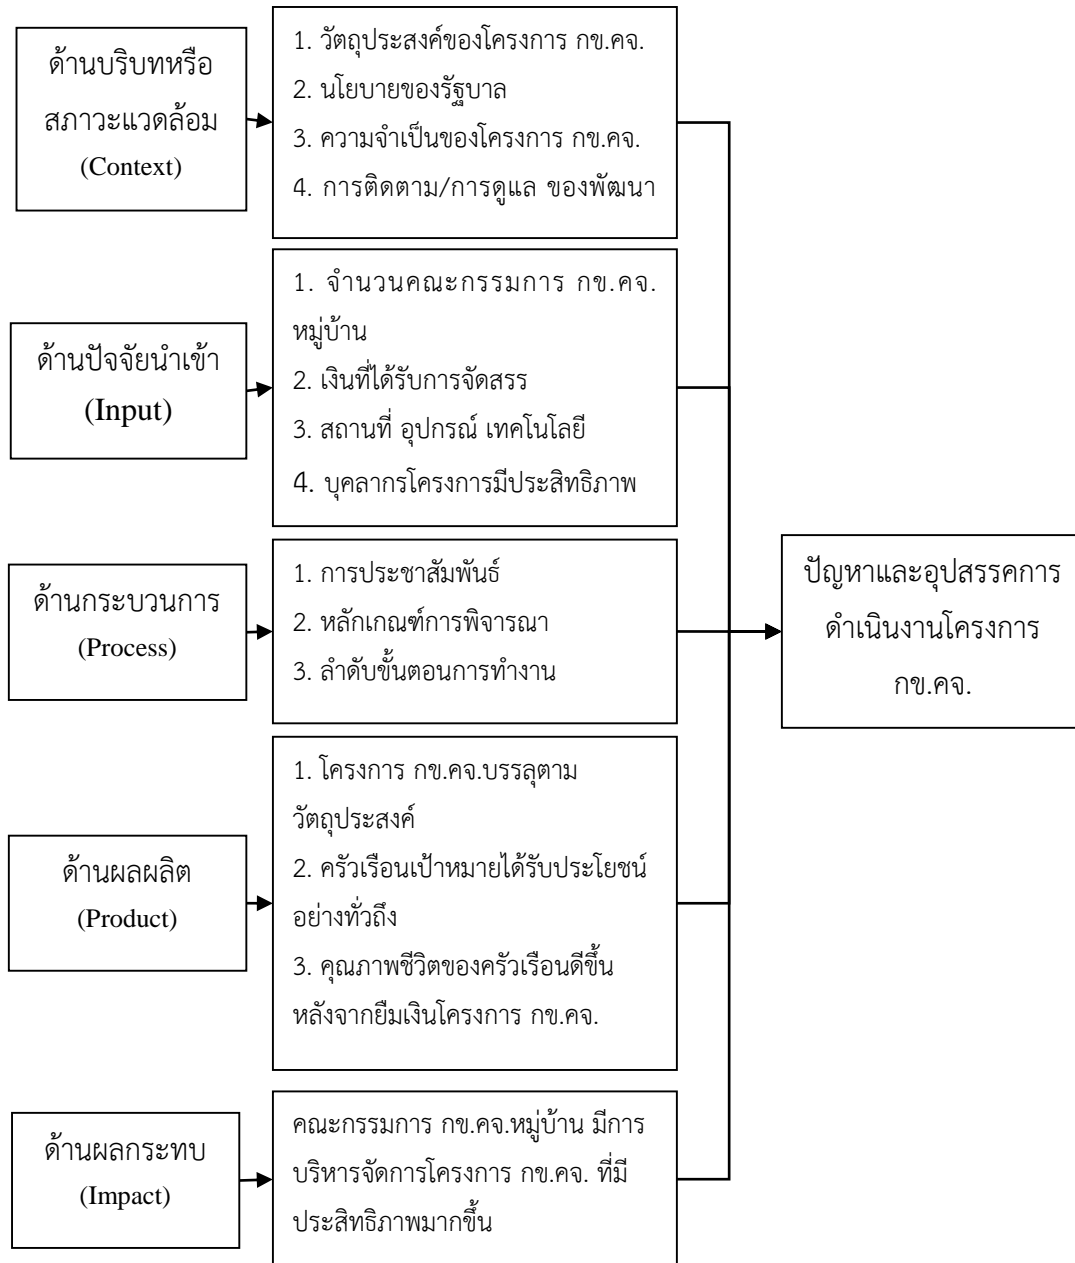 ด้านบริบทหรือ
สภาวะแวดล้อม
(Context)
1. วัตถุประสงค์ของโครงการ กข.คจ.
2. นโยบายของรัฐบาล
3. ความจำเป็นของโครงการ กข.คจ.
4. การติดตาม/การดูแล ของพัฒนา
ด้านปัจจัยนำเข้า
(Input)
1. จำนวนคณะกรรมการ กข.คจ.
หมู่บ้าน
2. เงินที่ได้รับการจัดสรร
3. สถานที่ อุปกรณ์ เทคโนโลยี
4. บุคลากรโครงการมีประสิทธิภาพ
ด้านกระบวนการ
(Process)
1. การประชาสัมพันธ์
2. หลักเกณฑ์การพิจารณา
3. ลำดับขั้นตอนการทำงาน
ด้านผลผลิต
(Product)
1. โครงการ กข.คจ.บรรลุตาม
วัตถุประสงค์
2. ครัวเรือนเป้าหมายได้รับประโยชน์
อย่างทั่วถึง
3. คุณภาพชีวิตของครัวเรือนดีขึ้น
หลังจากยืมเงินโครงการ กข.คจ.
ด้านผลกระทบ
(Impact)
คณะกรรมการ กข.คจ.หมู่บ้าน มีการ
บริหารจัดการโครงการ กข.คจ. ที่มี
ประสิทธิภาพมากขึ้น
ปัญหาและอุปสรรคการ
ดำเนินงานโครงการ
กข.คจ.